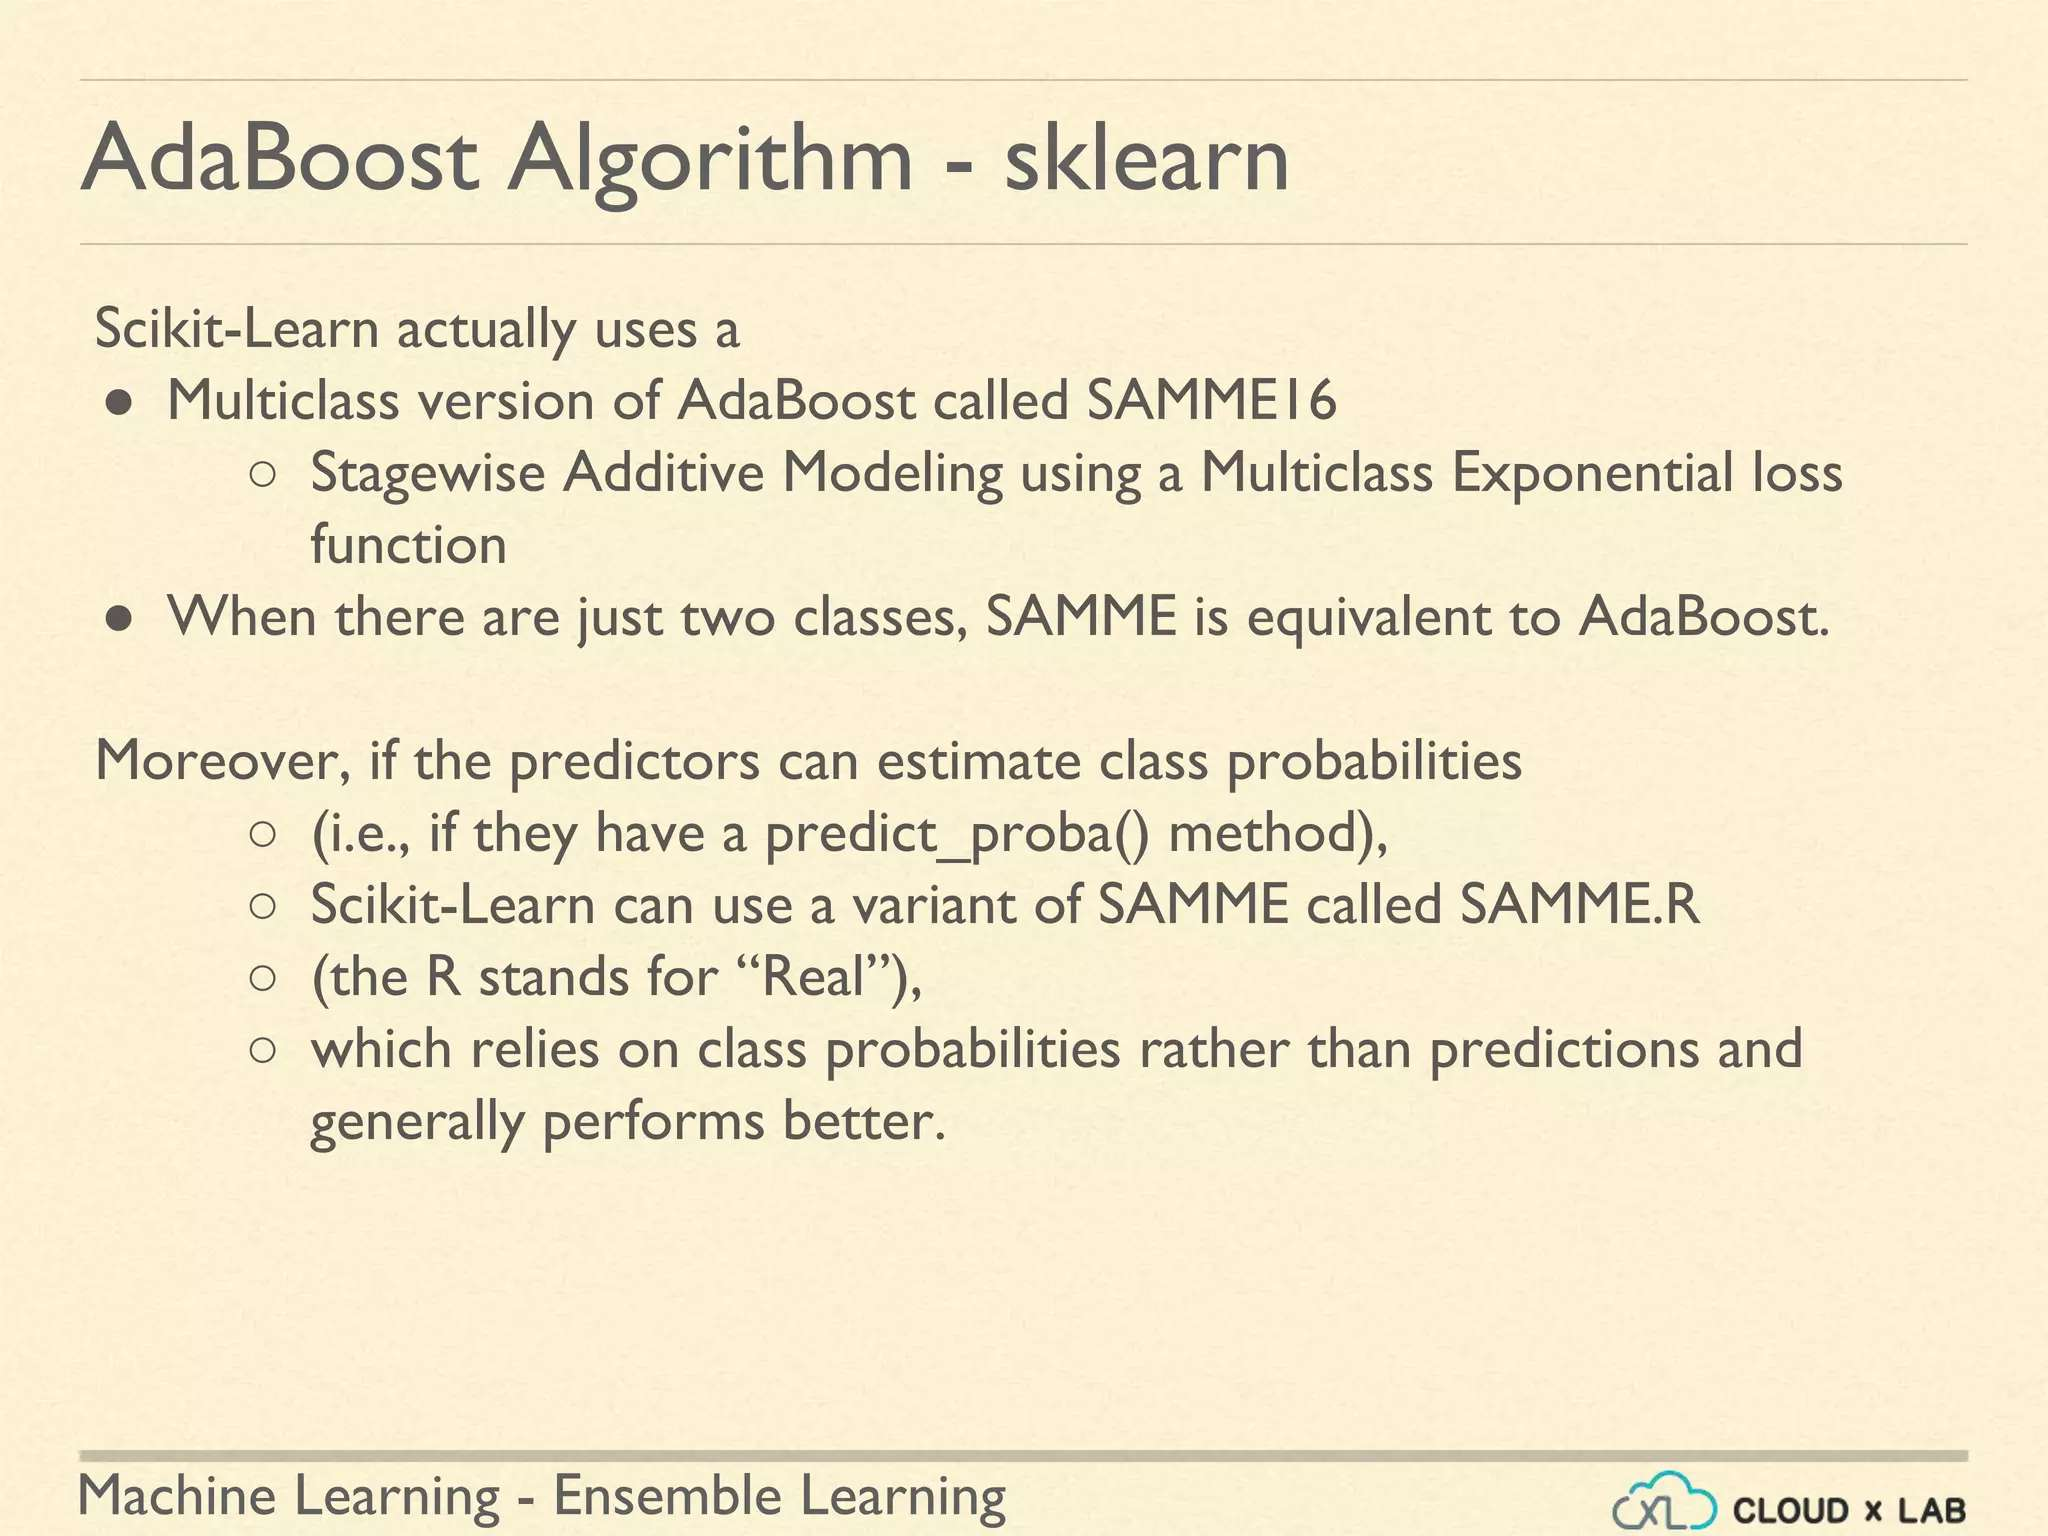 AdaBoost Algorithm - sklearn
Scikit-Learn actually uses a
● Multiclass version of AdaBoost called SAMME16
○ Stagewise Additive Modeling using a Multiclass Exponential loss
function
● When there are just two classes, SAMME is equivalent to AdaBoost.
Moreover, if the predictors can estimate class probabilities
○ (i.e., if they have a predict_proba() method),
○ Scikit-Learn can use a variant of SAMME called SAMME.R
○ (the R stands for “Real”),
○ which relies on class probabilities rather than predictions and
generally performs better.
Machine Learning - Ensemble Learning
CXL CLOUD x LAB